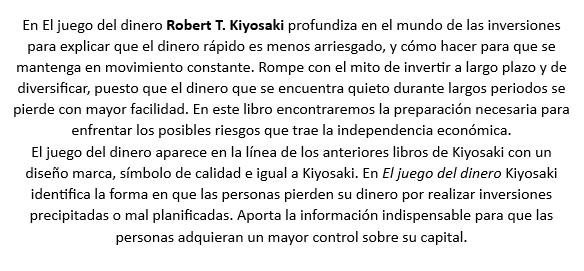 En El juego del dinero Robert T. Kiyosaki profundiza en el mundo de las inversiones
para explicar que el dinero rápido es menos arriesgado, y cómo hacer para que se
mantenga en movimiento constante. Rompe con el mito de invertir a largo plazo y de
diversificar, puesto que el dinero que se encuentra quieto durante largos periodos se
pierde con mayor facilidad. En este libro encontraremos la preparación necesaria para
enfrentar los posibles riesgos que trae la independencia económica.
El juego del dinero aparece en la línea de los anteriores libros de Kiyosaki con un
diseño marca, símbolo de calidad e igual a Kiyosaki. En El juego del dinero Kiyosaki
identifica la forma en que las personas pierden su dinero por realizar inversiones
precipitadas o mal planificadas. Aporta la información indispensable para que las
personas adquieran un mayor control sobre su capital.